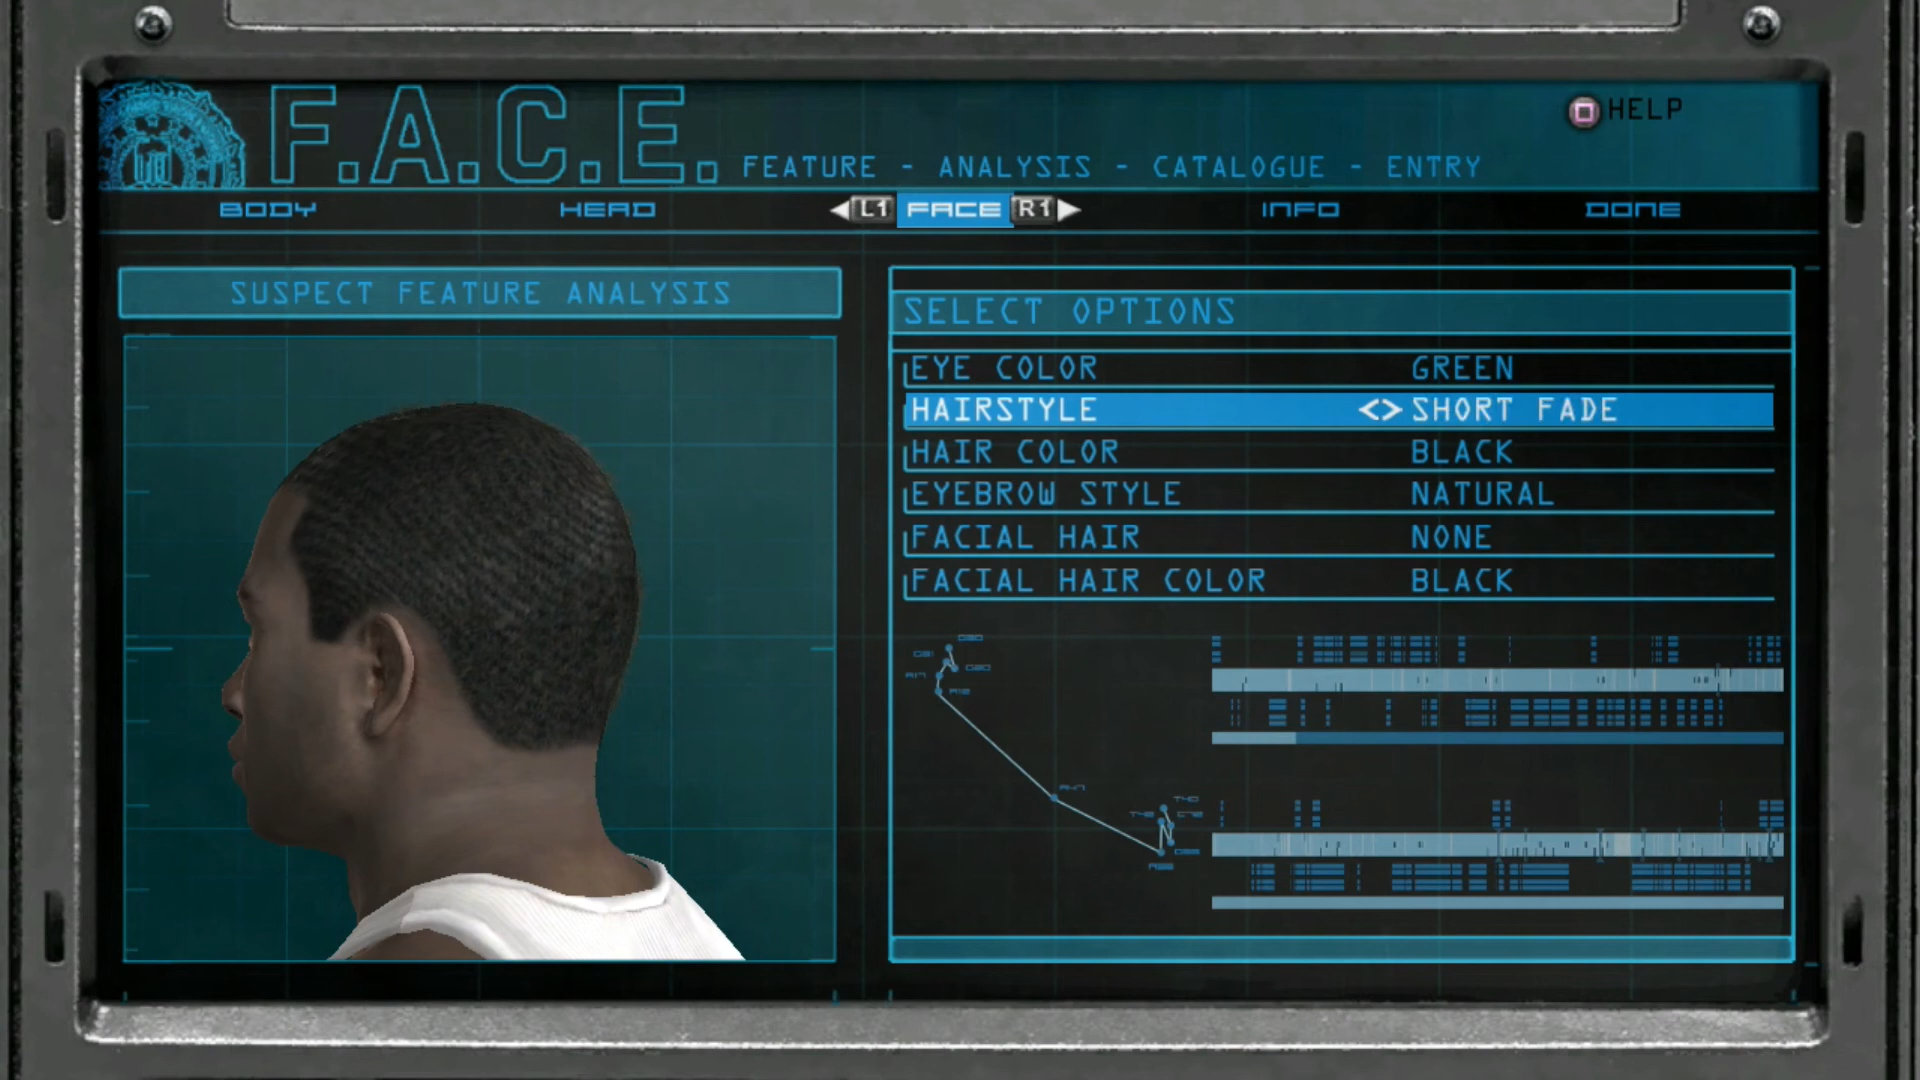 F.A.C.E. FEATURE - ANALYSIS - CATALOGUE - ENTRY
HELP
BODY HEAD L1 FACE R1 INFO DONE
SUSPECT FEATURE ANALYSIS
SELECT OPTIONS
EYE COLOR GREEN
HAIRSTYLE <> SHORT FADE
HAIR COLOR BLACK
EYEBROW STYLE NATURAL
FACIAL HAIR NONE
FACIAL HAIR COLOR BLACK